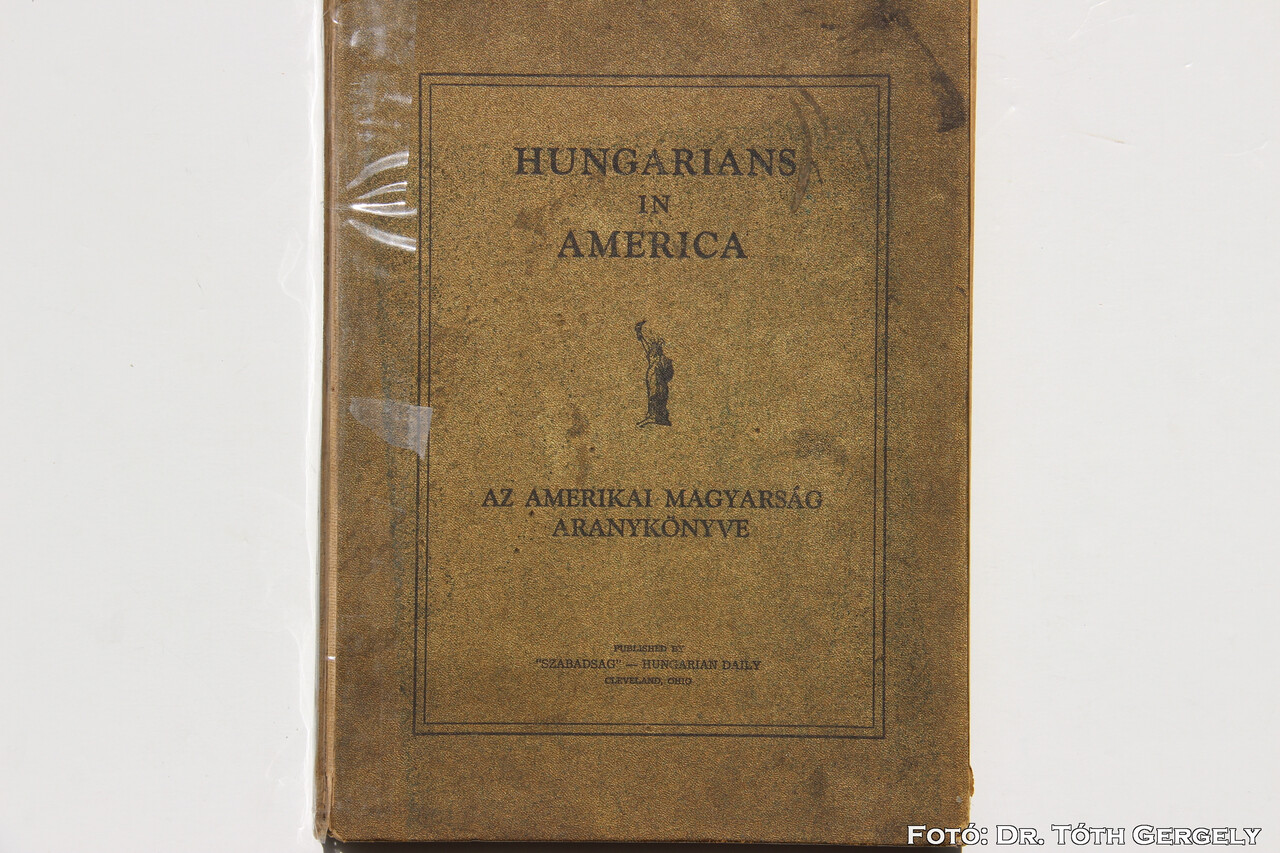 HUNGARIANS
IN
AMERICA
AZ AMERIKAI MAGYARSÁG
ARANYKÖNYVE
PUBLISHED BY
"SZABADSAG" — HUNGARIAN DAILY
CLEVELAND, OHIO
FOTÓ: DR. TÓTH GERGELY